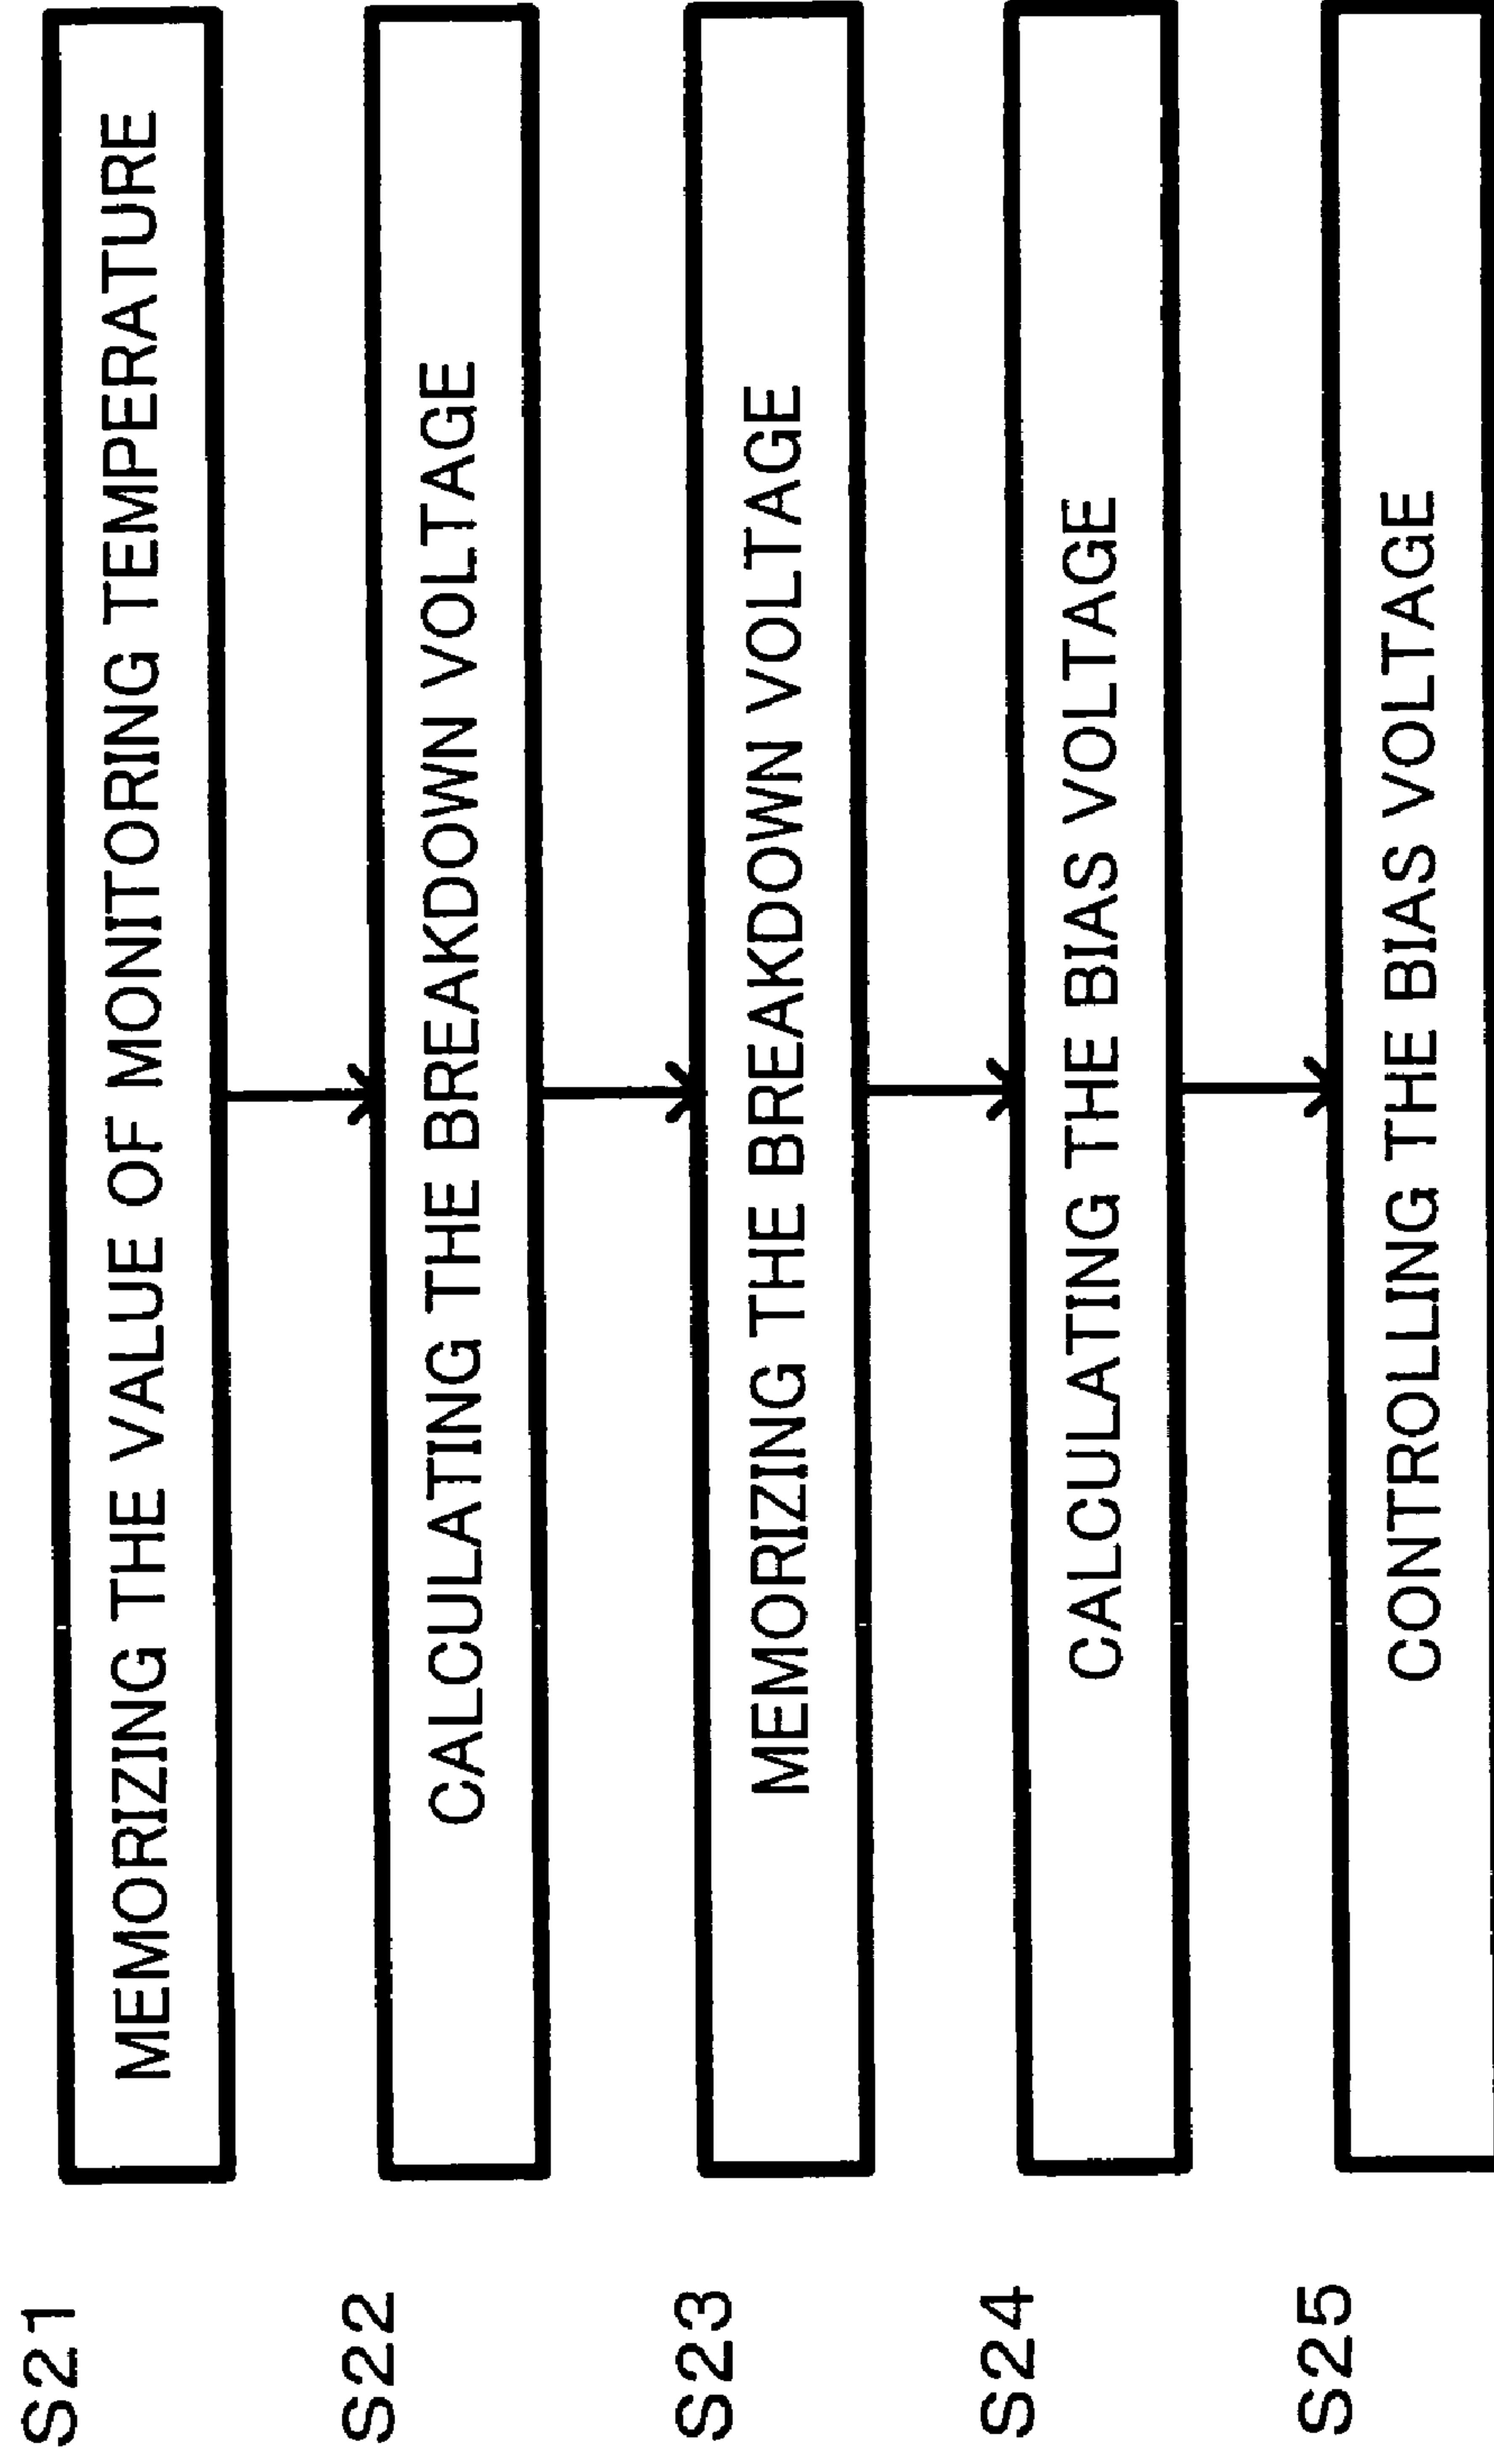 S21
MEMORIZING THE VALUE OF MONITORING TEMPERATURE
S22
CALCULATING THE BREAKDOWN VOLTAGE
S23
MEMORIZING THE BREAKDOWN VOLTAGE
S24
CALCULATING THE BIAS VOLTAGE
S25
CONTROLLING THE BIAS VOLTAGE